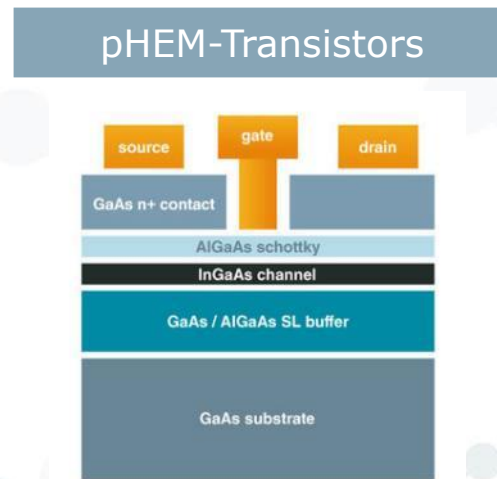 pHEM-Transistors
source
gate
drain
GaAs n+ contact
AlGaAs schottky
InGaAs channel
GaAs / AlGaAs SL buffer
GaAs substrate